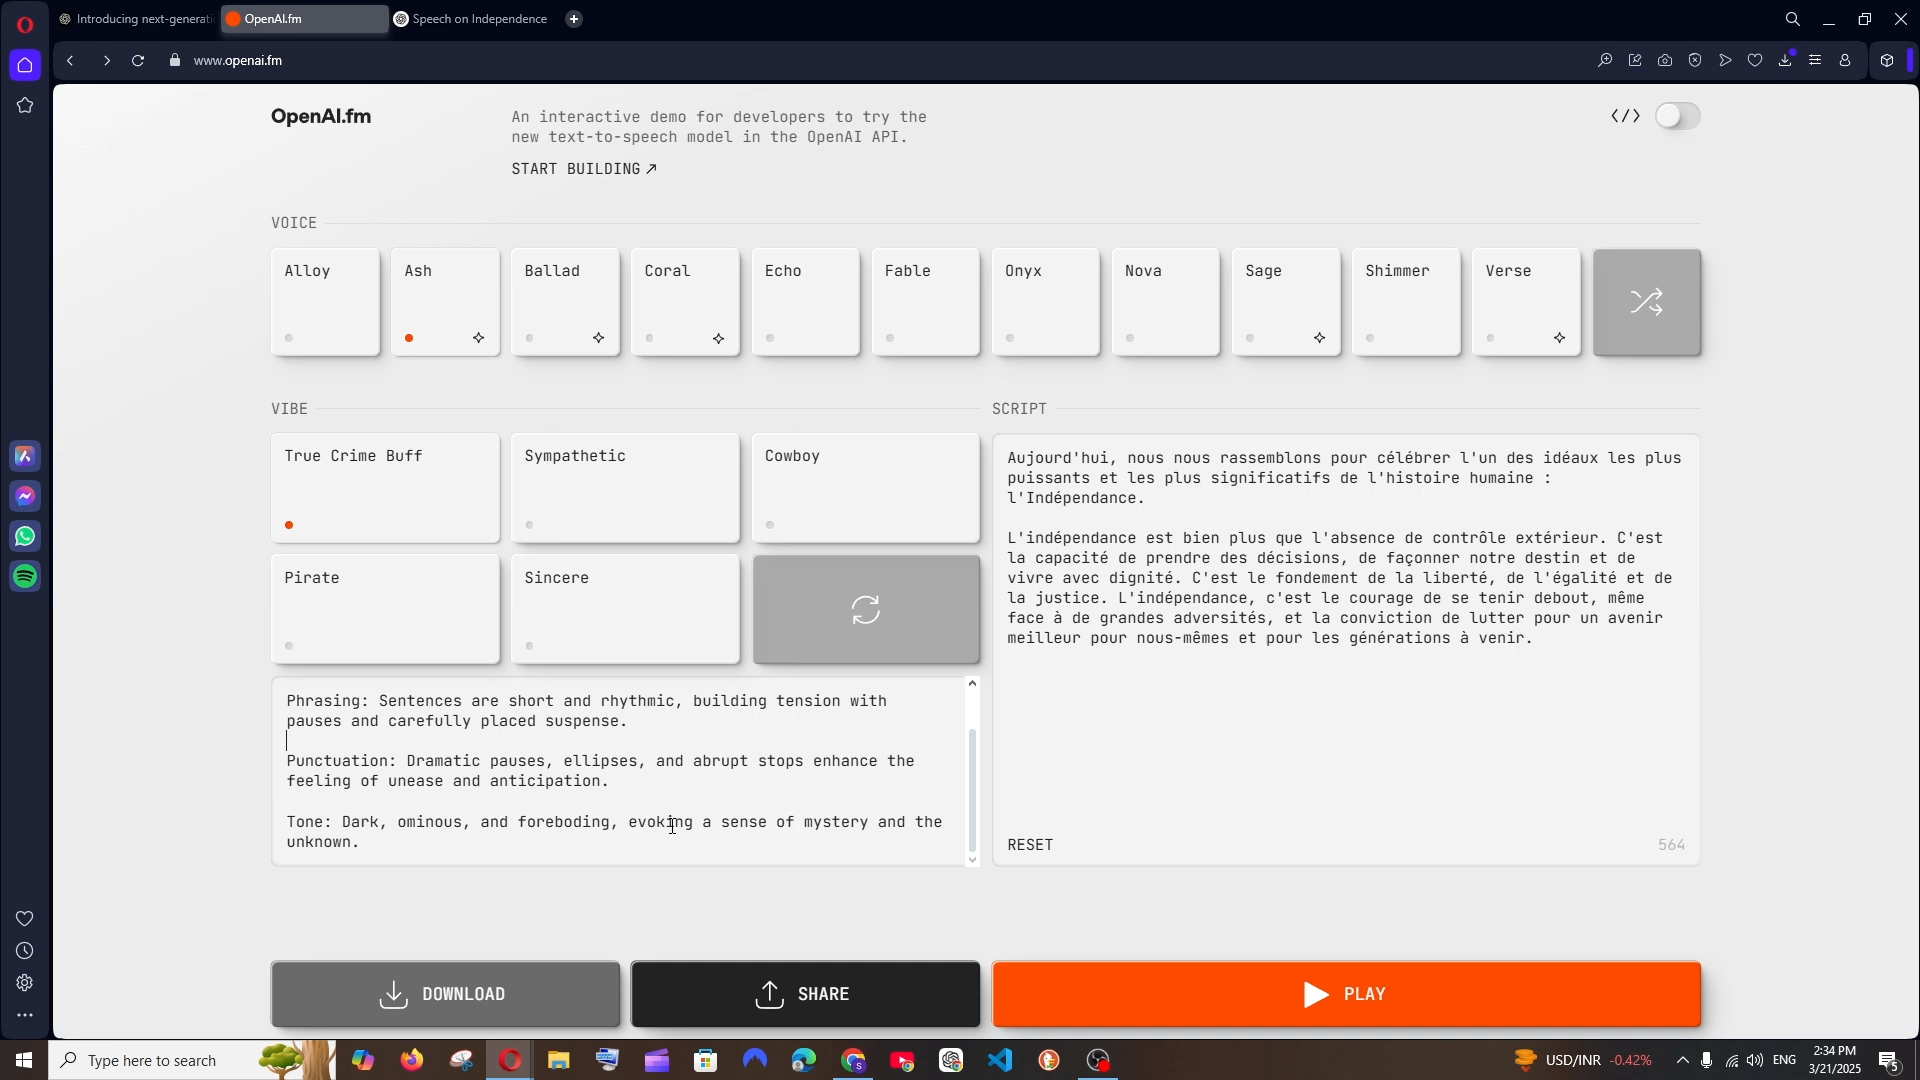 Introducing next-generati
OpenAI.fm
Speech on Independence
www.openai.fm
OpenAI.fm
An interactive demo for developers to try the
new text-to-speech model in the OpenAI API.
START BUILDING
VOICE
Alloy
Ash
Ballad
Coral
Echo
Fable
Onyx
Nova
Sage
Shimmer
Verse
VIBE
True Crime Buff
Sympathetic
Cowboy
Pirate
Sincere
Phrasing: Sentences are short and rhythmic, building tension with
pauses and carefully placed suspense.
Punctuation: Dramatic pauses, ellipses, and abrupt stops enhance the
feeling of unease and anticipation.
Tone: Dark, ominous, and foreboding, evoking a sense of mystery and the
unknown.
SCRIPT
Aujourd'hui, nous nous rassemblons pour célébrer l'un des idéaux les plus
puissants et les plus significatifs de l'histoire humaine :
l'Indépendance.
L'indépendance est bien plus que l'absence de contrôle extérieur. C'est
la capacité de prendre des décisions, de façonner notre destin et de
vivre avec dignité. C'est le fondement de la liberté, de l'égalité et de
la justice. L'indépendance, c'est le courage de se tenir debout, même
face à de grandes adversités, et la conviction de lutter pour un avenir
meilleur pour nous-mêmes et pour les générations à venir.
RESET
564
DOWNLOAD
SHARE
PLAY
Type here to search
USD/INR -0.42%
ENG
2:34 PM
3/21/2025
5